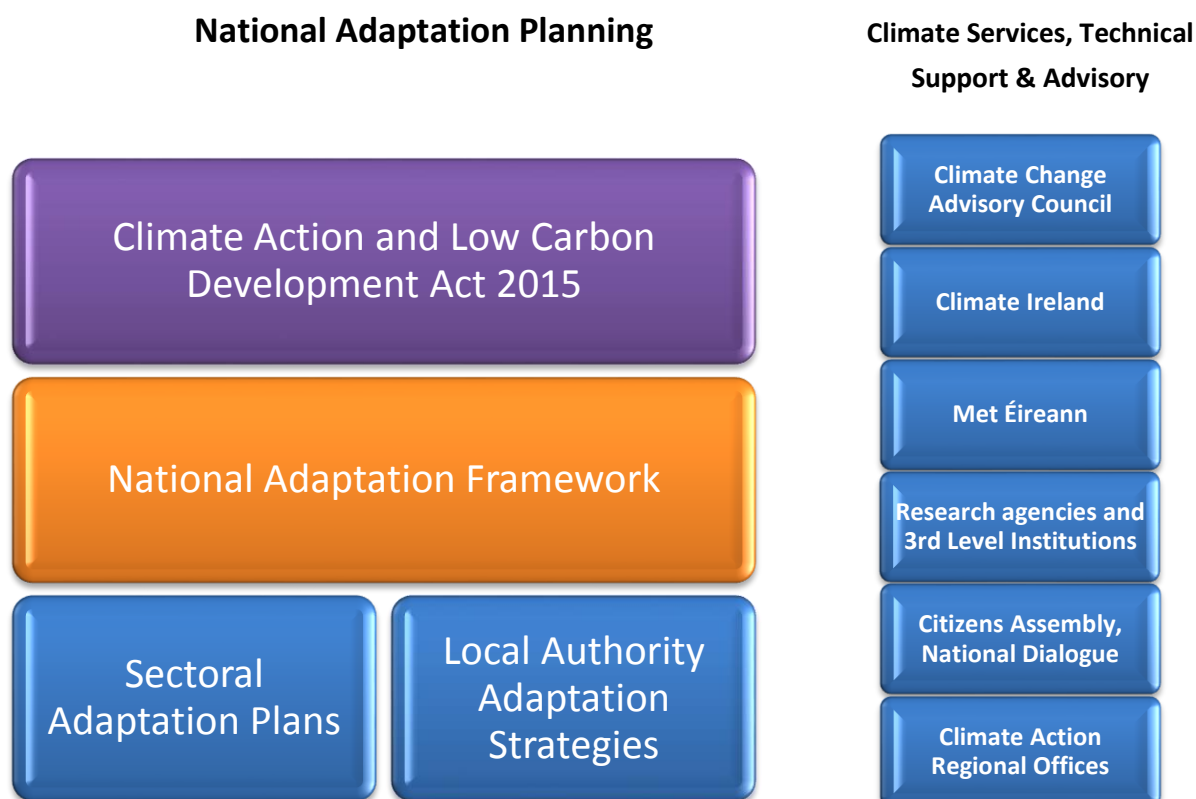 National Adaptation Planning
Climate Action and Low Carbon
Development Act 2015
National Adaptation Framework
Sectoral
Adaptation Plans
Local Authority
Adaptation
Strategies
Climate Services, Technical
Support & Advisory
Climate Change
Advisory Council
Climate Ireland
Met Éireann
Research agencies and
3rd Level Institutions
Citizens Assembly,
National Dialogue
Climate Action
Regional Offices